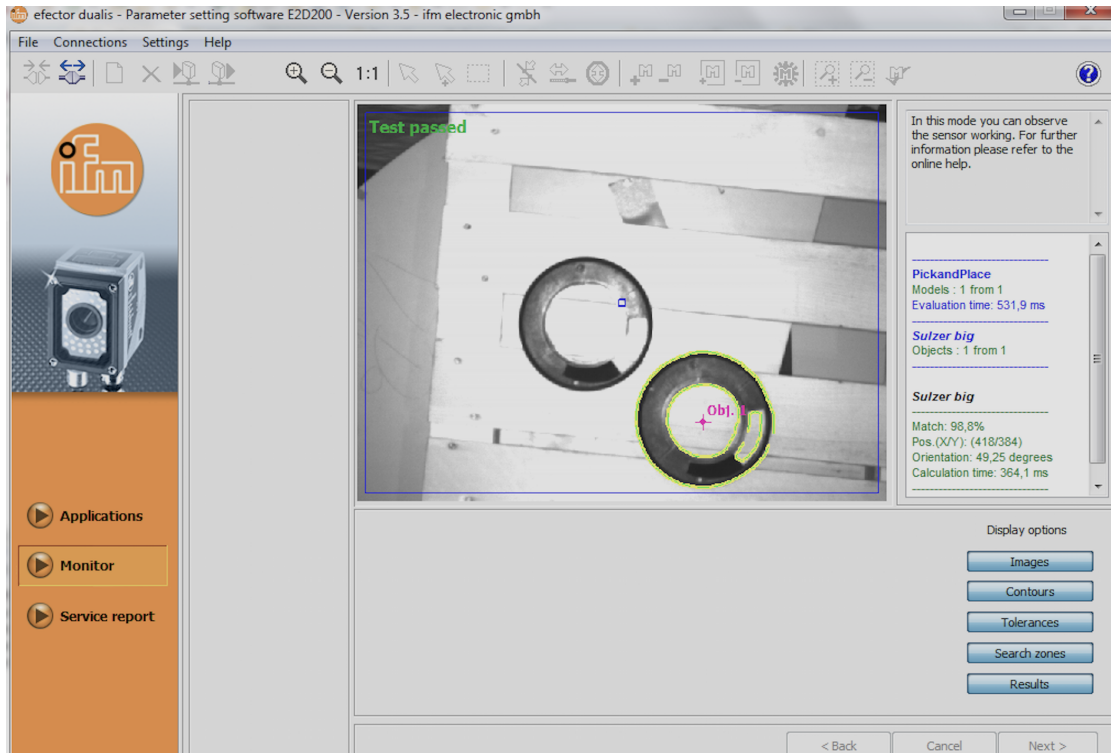 efector dualis - Parameter setting software E2D200 - Version 3.5 - ifm electronic gmbh
File Connections Settings Help
1:1
ifm
Test passed
Obj. 1
In this mode you can observe
the sensor working. For further
information please refer to the
online help.
PickandPlace
Models : 1 from 1
Evaluation time: 531,9 ms
Sulzer big
Objects : 1 from 1
Sulzer big
Match: 98,8%
Pos.(X/Y): (418/384)
Orientation: 49,25 degrees
Calculation time: 364,1 ms
Applications
Monitor
Service report
Display options
Images
Contours
Tolerances
Search zones
Results
< Back
Cancel
Next >